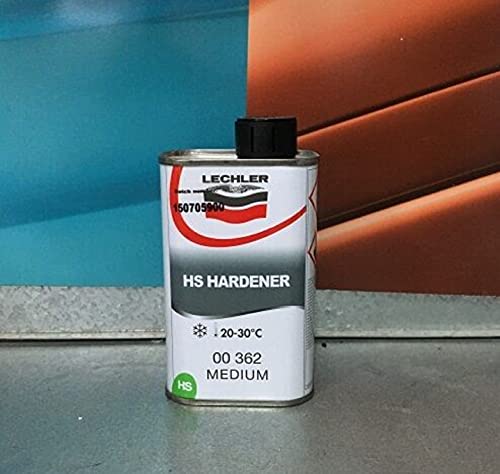 LECHLER
150705900
HS HARDENER
20-30°C
00 362
MEDIUM
HS